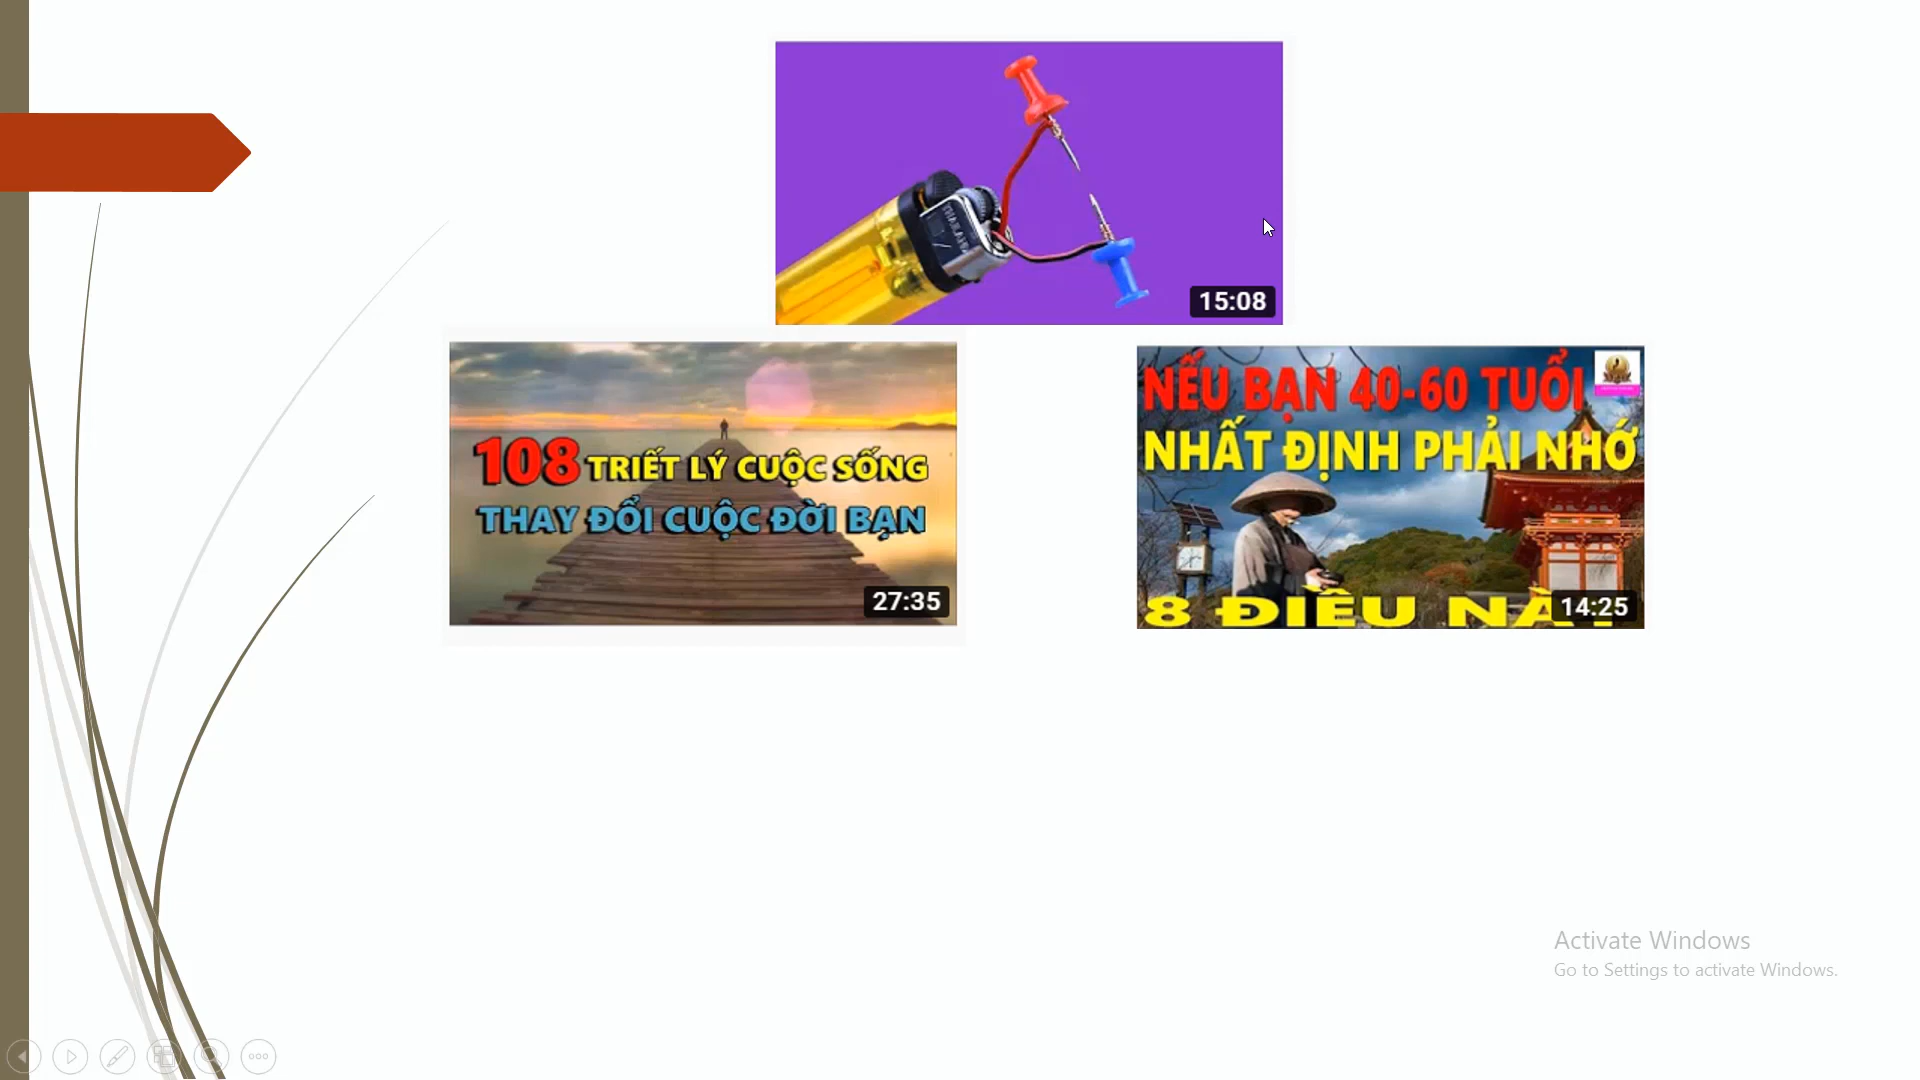 THAILAND
15:08
108 TRIẾT LÝ CUỘC SỐNG
THAY ĐỔI CUỘC ĐỜI BẠN
27:35
NẾU BẠN 40-60 TUỔI
NHẤT ĐỊNH PHẢI NHỚ
8 ĐIỀU
14:25
Activate Windows
Go to Settings to activate Windows.